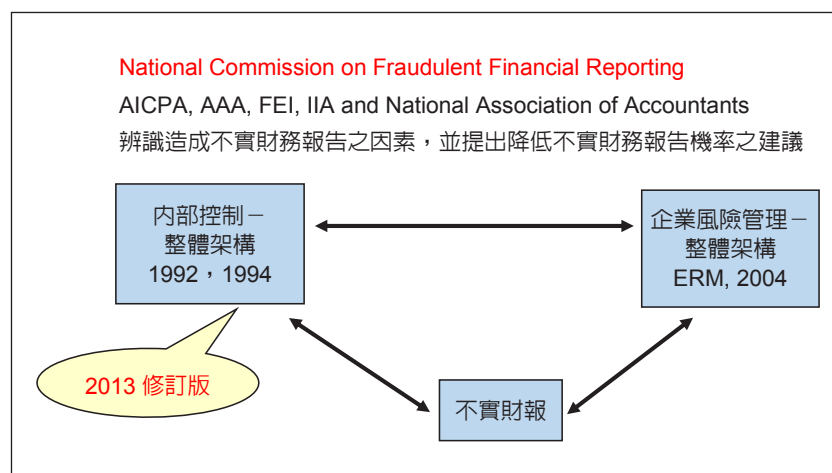 National Commission on Fraudulent Financial Reporting
AICPA, AAA, FEI, IIA and National Association of Accountants
辨識造成不實財務報告之因素，並提出降低不實財務報告機率之建議
內部控制－
整體架構
1992，1994
企業風險管理－
整體架構
ERM, 2004
2013 修訂版
不實財報